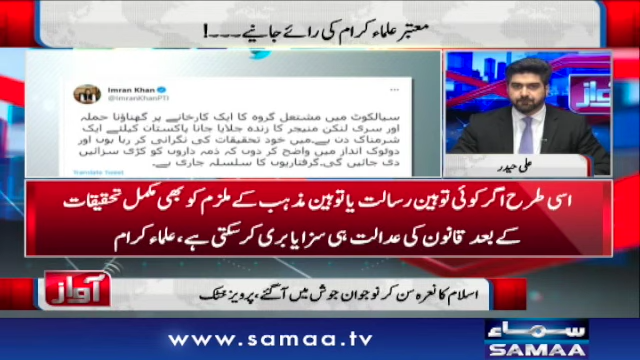 معتبر علماء کرام کی رائے جانیے۔۔۔!
Imran Khan
@ImranKhanPTI
سیالکوٹ میں مشتعل گروہ کا ایک کارخانے پر گھناؤنا حملہ
اور سری لنکن منیجر کا زندہ جلایا جانا پاکستان کیلئے ایک
شرمناک دن ہے۔میں خود تحقیقات کی نگرانی کر رہا ہوں اور
دوٹوک انداز میں واضح کر دوں کہ ذمہ داروں کو کڑی سزائیں
دی جائیں گی۔گرفتاریوں کا سلسلہ جاری ہے۔
Translate Tweet
آواز
علی حیدر
اسی طرح اگر کوئی توہین رسالت یا توہین مذہب کے ملزم کو بھی مکمل تحقیقات
کے بعد قانون کی عدالت ہی سزا یا بری کرسکتی ہے، علماء کرام
آواز
اسلام کا نعرہ سن کر نوجوان جوش میں آگئے، پرویز خٹک
www.samaa.tv
سماء
SAMAA